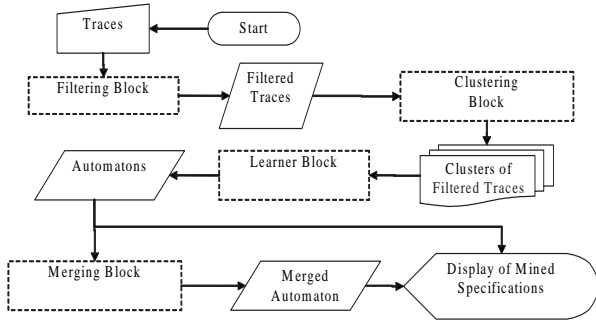 Traces
Start
Filtering Block
Filtered
Traces
Clustering
Block
Automatons
Learner Block
Clusters of
Filtered Traces
Merging Block
Merged
Automaton
Display of Mined
Specifications